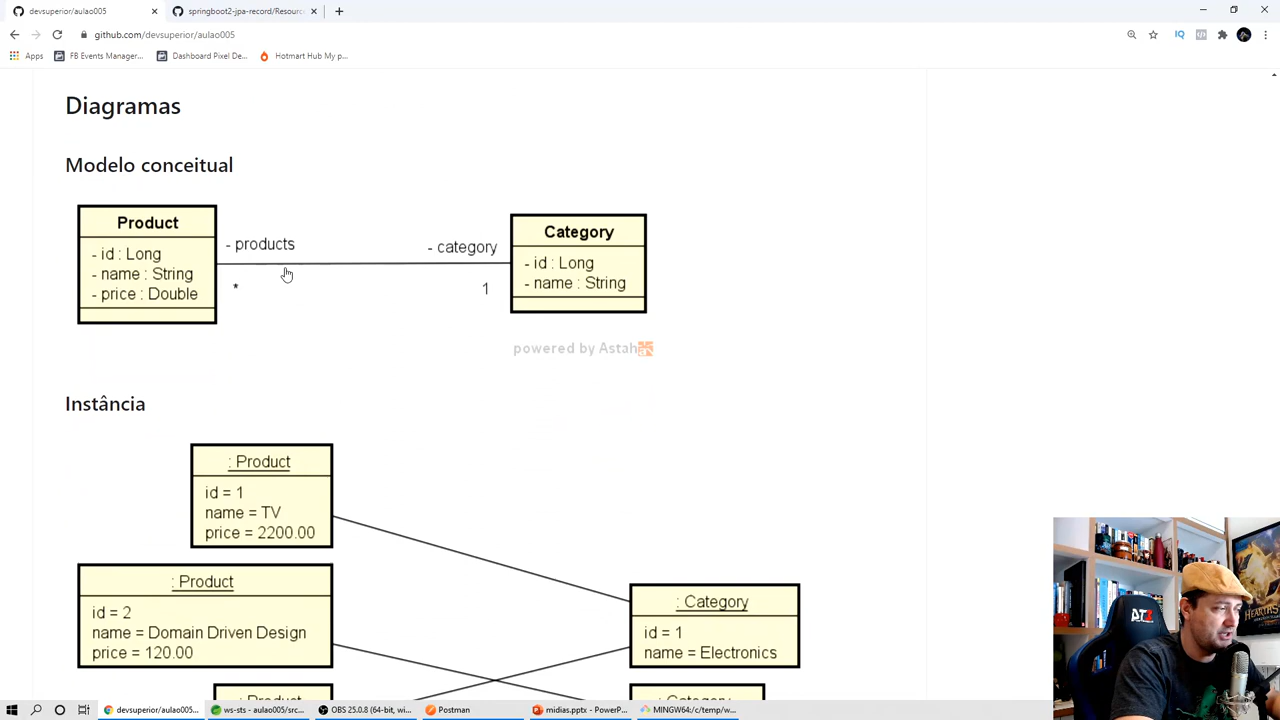 devsuperior/aulao005
springboot2-jpa-record/Resourc
github.com/devsuperior/aulao005
Apps
FB Events Manager...
Dashboard Pixel De...
Hotmart Hub My p...
Diagramas
Modelo conceitual
Product
- id : Long
- name : String
- price : Double
- products
*
- category
1
Category
- id : Long
- name : String
powered by Astah
Instância
: Product
id = 1
name = TV
price = 2200.00
: Product
id = 2
name = Domain Driven Design
price = 120.00
: Category
id = 1
name = Electronics
: Product
: Category
devsuperior/aulao005...
ws-sts - aulao005/src...
OBS 25.0.8 (64-bit, wi...
Postman
midias.pptx - PowerP...
MINGW64:/c/temp/w...